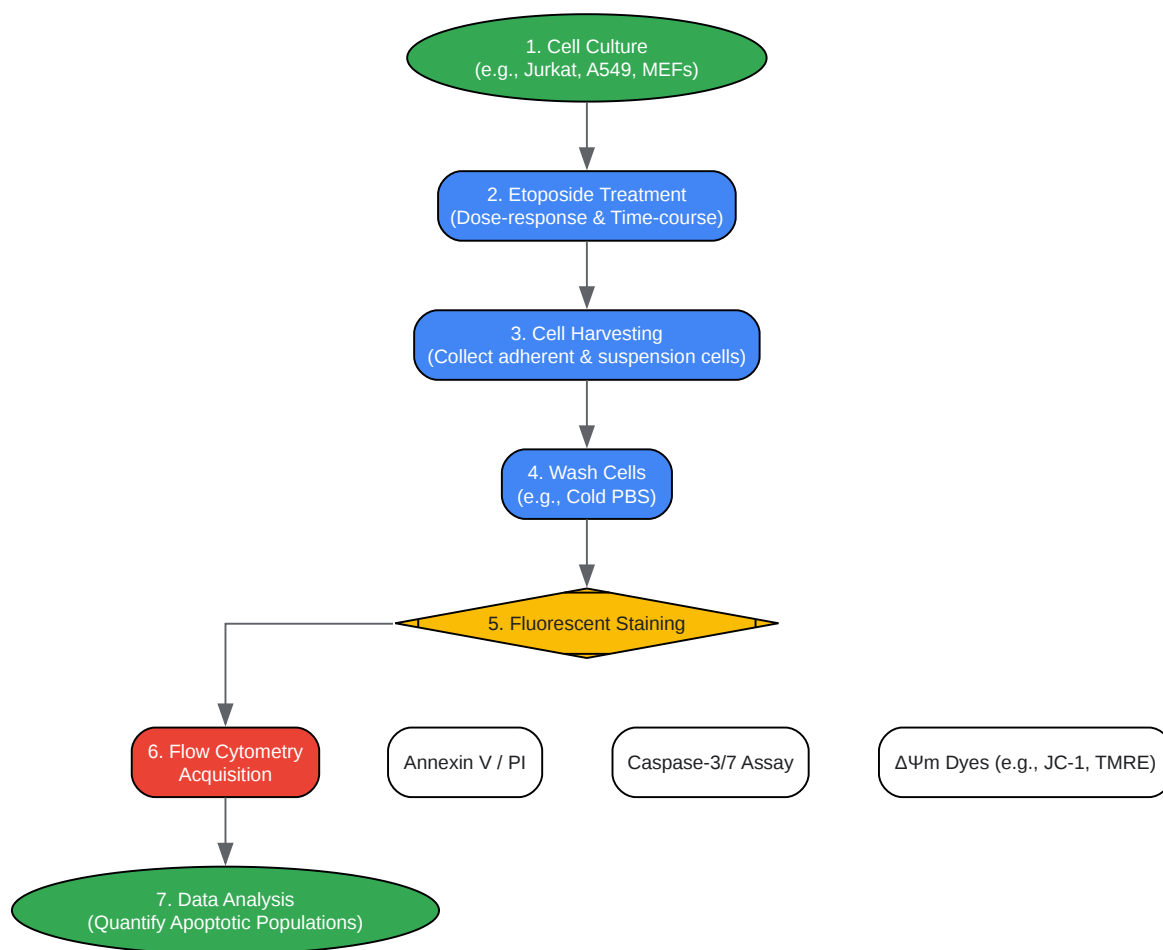 1. Cell Culture
(e.g., Jurkat, A549, MEFs)
2. Etoposide Treatment
(Dose-response & Time-course)
3. Cell Harvesting
(Collect adherent & suspension cells)
4. Wash Cells
(e.g., Cold PBS)
5. Fluorescent Staining
6. Flow Cytometry
Acquisition
Annexin V / PI
Caspase-3/7 Assay
ΔΨm Dyes (e.g., JC-1, TMRE)
7. Data Analysis
(Quantify Apoptotic Populations)